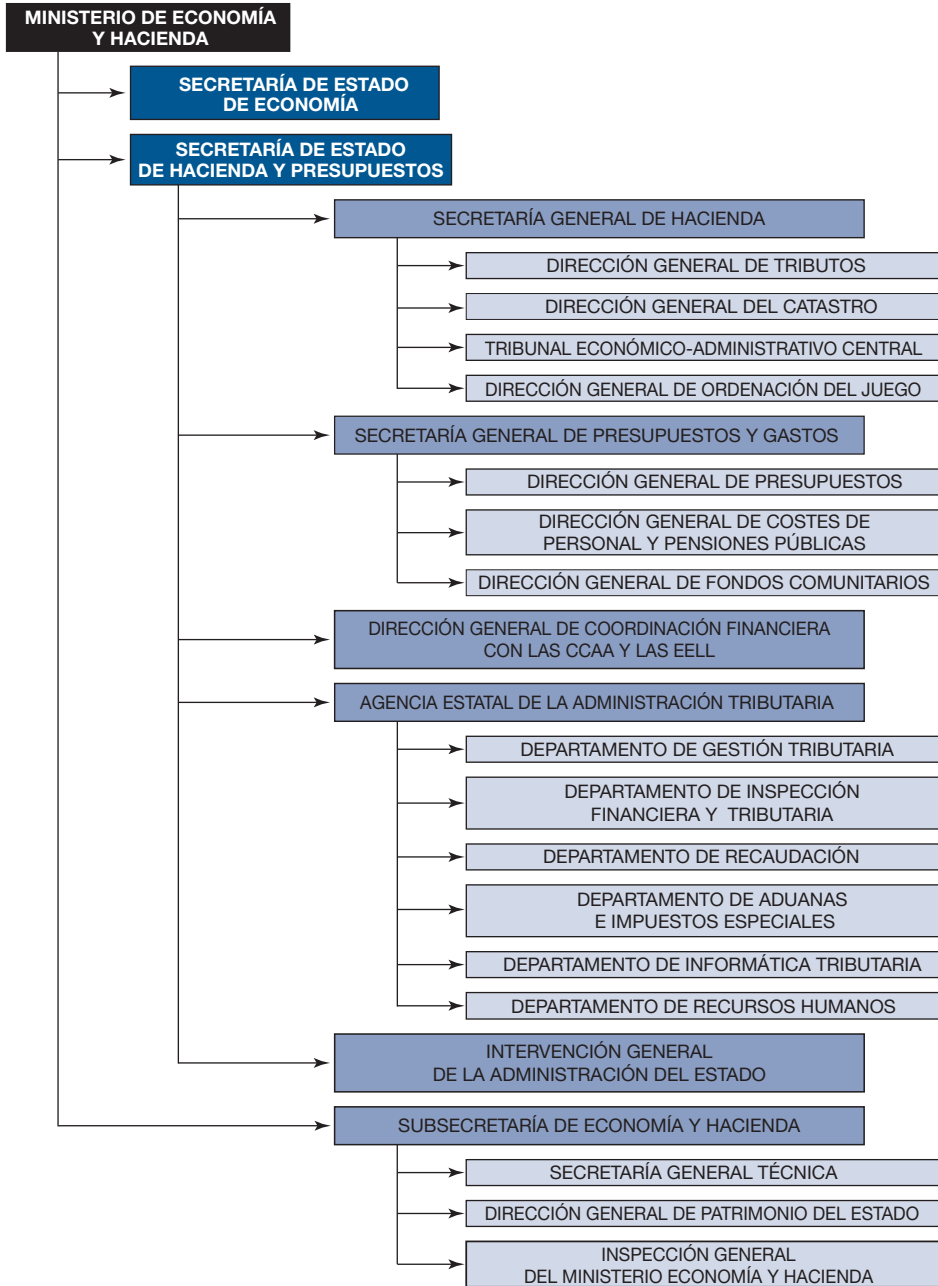 MINISTERIO DE ECONOMÍA
Y HACIENDA
SECRETARÍA DE ESTADO
DE ECONOMÍA
SECRETARÍA DE ESTADO
DE HACIENDA Y PRESUPUESTOS
SECRETARÍA GENERAL DE HACIENDA
DIRECCIÓN GENERAL DE TRIBUTOS
DIRECCIÓN GENERAL DEL CATASTRO
TRIBUNAL ECONÓMICO-ADMINISTRATIVO CENTRAL
DIRECCIÓN GENERAL DE ORDENACIÓN DEL JUEGO
SECRETARÍA GENERAL DE PRESUPUESTOS Y GASTOS
DIRECCIÓN GENERAL DE PRESUPUESTOS
DIRECCIÓN GENERAL DE COSTES DE
PERSONAL Y PENSIONES PÚBLICAS
DIRECCIÓN GENERAL DE FONDOS COMUNITARIOS
DIRECCIÓN GENERAL DE COORDINACIÓN FINANCIERA
CON LAS CCAA Y LAS EELL
AGENCIA ESTATAL DE LA ADMINISTRACIÓN TRIBUTARIA
DEPARTAMENTO DE GESTIÓN TRIBUTARIA
DEPARTAMENTO DE INSPECCIÓN
FINANCIERA Y TRIBUTARIA
DEPARTAMENTO DE RECAUDACIÓN
DEPARTAMENTO DE ADUANAS
E IMPUESTOS ESPECIALES
DEPARTAMENTO DE INFORMÁTICA TRIBUTARIA
DEPARTAMENTO DE RECURSOS HUMANOS
INTERVENCIÓN GENERAL
DE LA ADMINISTRACIÓN DEL ESTADO
SUBSECRETARÍA DE ECONOMÍA Y HACIENDA
SECRETARÍA GENERAL TÉCNICA
DIRECCIÓN GENERAL DE PATRIMONIO DEL ESTADO
INSPECCIÓN GENERAL
DEL MINISTERIO ECONOMÍA Y HACIENDA